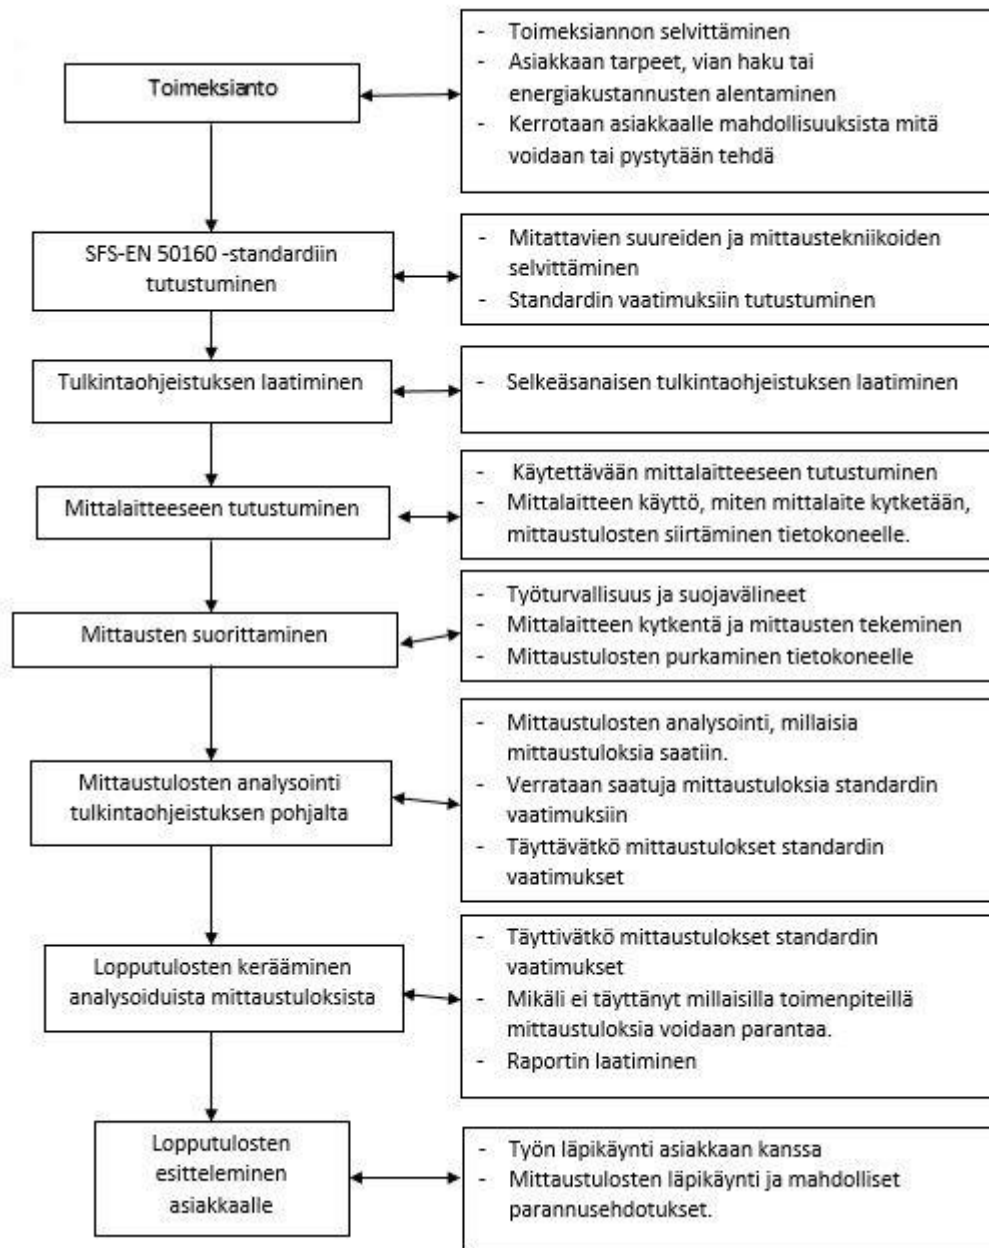 Toimeksianto
- Toimeksiannon selvittäminen
- Asiakkaan tarpeet, vian haku tai
energiakustannusten alentaminen
- Kerrotaan asiakkaalle mahdollisuuksista mitä
voidaan tai pystytään tehdä
SFS-EN 50160 -standardiin
tutustuminen
- Mitattavien suureiden ja mittaustekniikoiden
selvittäminen
- Standardin vaatimuksiin tutustuminen
Tulkintaohjeistuksen laatiminen
- Selkeäsanaisen tulkintaohjeistuksen laatiminen
Mittalaitteeseen tutustuminen
- Käytettävään mittalaitteeseen tutustuminen
- Mittalaitteen käyttö, miten mittalaite kytketään,
mittaustulosten siirtäminen tietokoneelle.
Mittausten suorittaminen
- Työturvallisuus ja suojavälineet
- Mittalaitteen kytkentä ja mittausten tekeminen
- Mittaustulosten purkaminen tietokoneelle
Mittaustulosten analysointi
tulkintaohjeistuksen pohjalta
- Mittaustulosten analysointi, millaisia
mittaustuloksia saatiin.
- Verrataan saatuja mittaustuloksia standardin
vaatimuksiin
- Täyttävätkö mittaustulokset standardin
vaatimukset
Lopputulosten kerääminen
analysoiduista mittaustuloksista
- Täyttivätkö mittaustulokset standardin
vaatimukset
- Mikäli ei täyttänyt millaisilla toimenpiteillä
mittaustuloksia voidaan parantaa.
- Raportin laatiminen
Lopputulosten
esitteleminen
asiakkaalle
- Työn läpikäynti asiakkaan kanssa
- Mittaustulosten läpikäynti ja mahdolliset
parannusehdotukset.